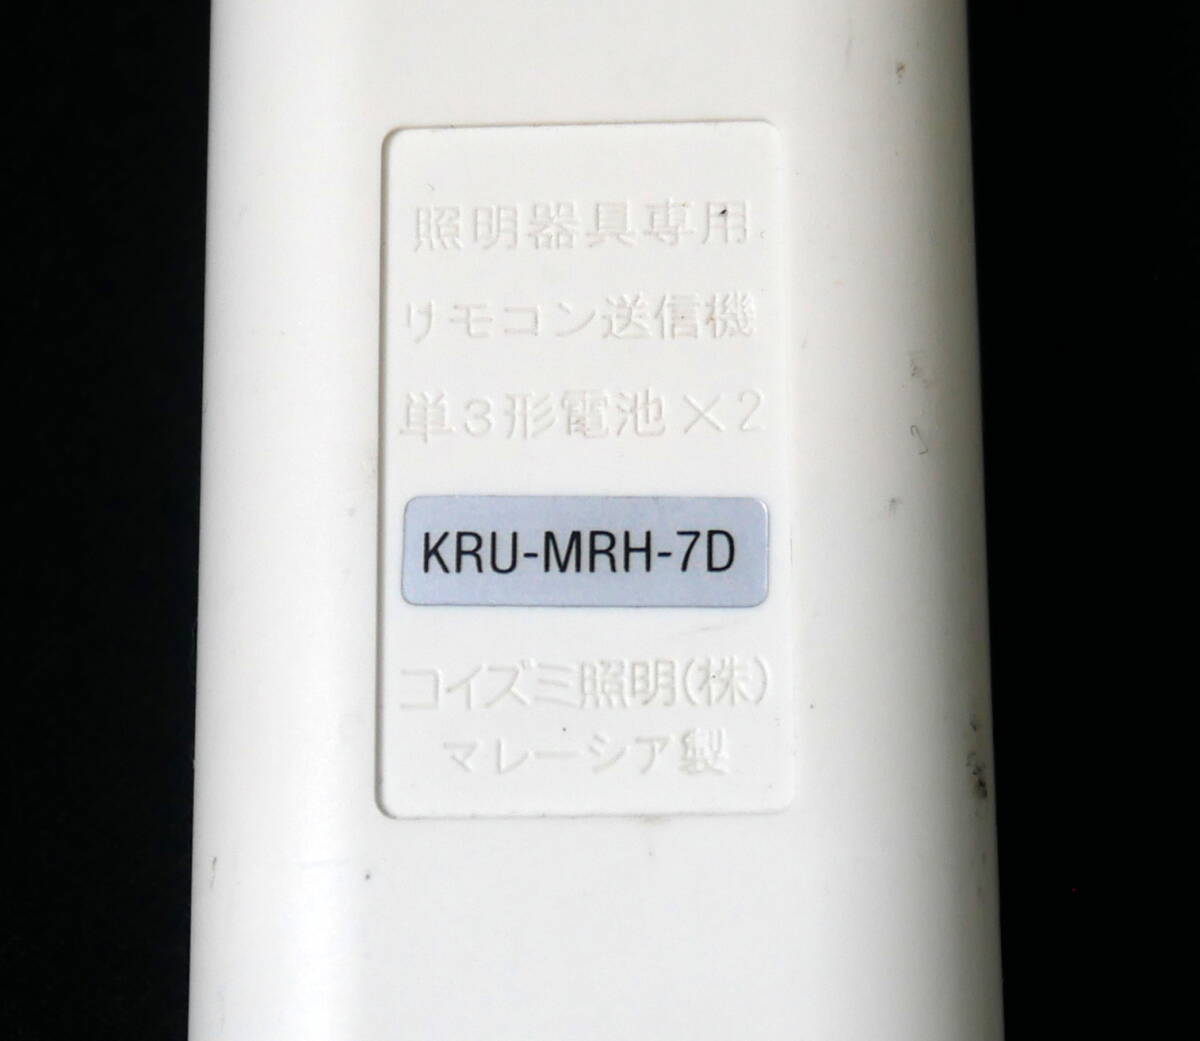 照明器具専用
リモコン送信機
単3形電池×2
KRU-MRH-7D
コイズミ照明(株)
マレーシア製